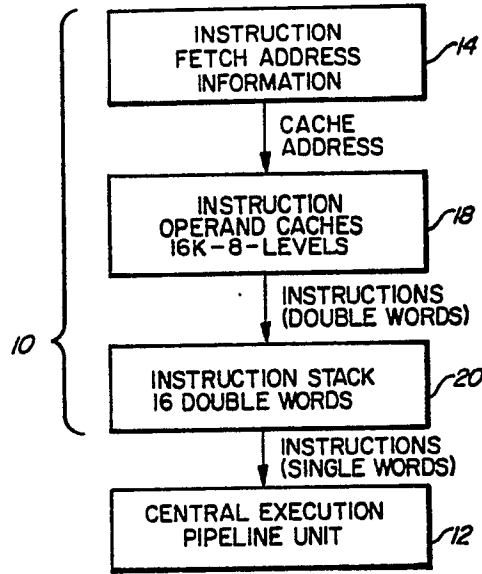 INSTRUCTION
FETCH ADDRESS
INFORMATION
14
CACHE
ADDRESS
INSTRUCTION
OPERAND CACHES
16K-8-LEVELS
18
INSTRUCTIONS
(DOUBLE WORDS)
10
INSTRUCTION STACK
16 DOUBLE WORDS
20
INSTRUCTIONS
(SINGLE WORDS)
CENTRAL EXECUTION
PIPELINE UNIT
12